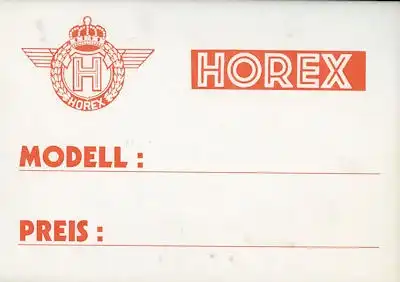 H
HOREX
HOREX
MODELL :
PREIS :